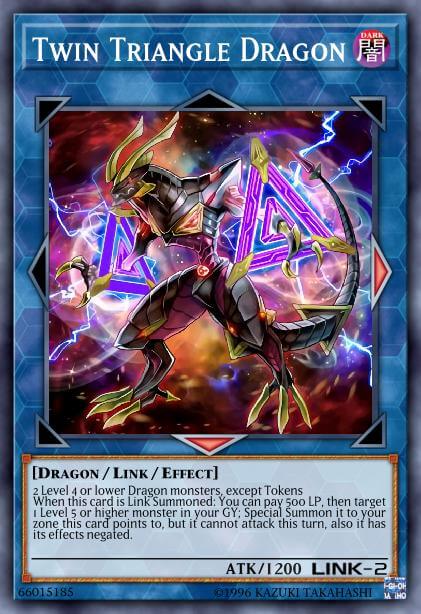 Twin Triangle Dragon
DARK
闇
[Dragon / Link / Effect]
2 Level 4 or lower Dragon monsters, except Tokens
When this card is Link Summoned: You can pay 500 LP, then target
1 Level 5 or higher monster in your GY; Special Summon it to your
zone this card points to, but it cannot attack this turn, also it has
its effects negated.
ATK/1200 LINK-2
66015185
©1996 KAZUKI TAKAHASHI